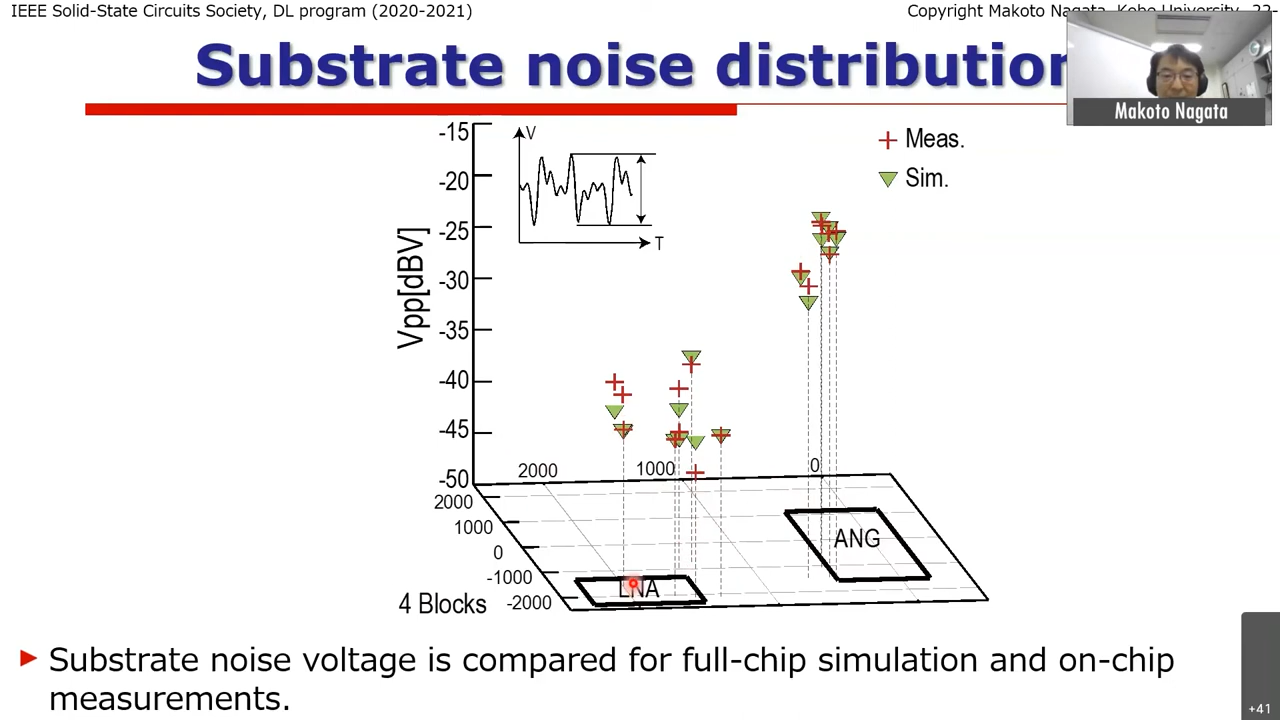 IEEE Solid-State Circuits Society, DL program (2020-2021)
Copyright Makoto Nagata, Kobe University,
Substrate noise distribution
Makoto Nagata
-15
V
Meas.
-20
Sim.
-25
T
-30
Vpp[dBV]
-35
-40
-45
-50
2000
1000
0
2000
1000
0
-1000
-2000
ANG
LNA
4 Blocks
Substrate noise voltage is compared for full-chip simulation and on-chip
measurements.
+41